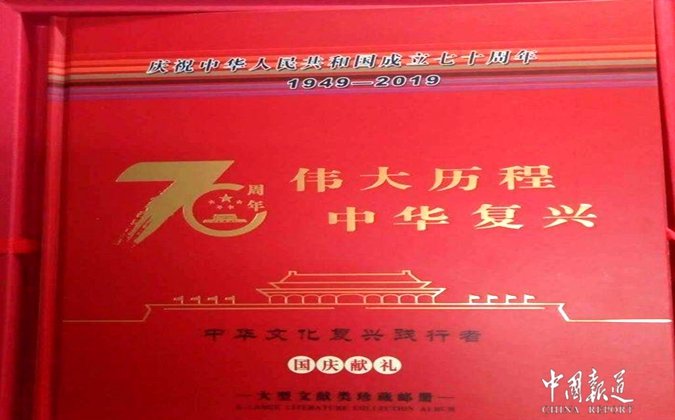 庆祝中华人民共和国成立七十周年
1949—2019
70周年
伟大历程
中华复兴
中华文化复兴践行者
国庆献礼
大型文献类珍藏邮册
LITERATURE COLLECTION ALBUM
中国报道
CHINA REPORT